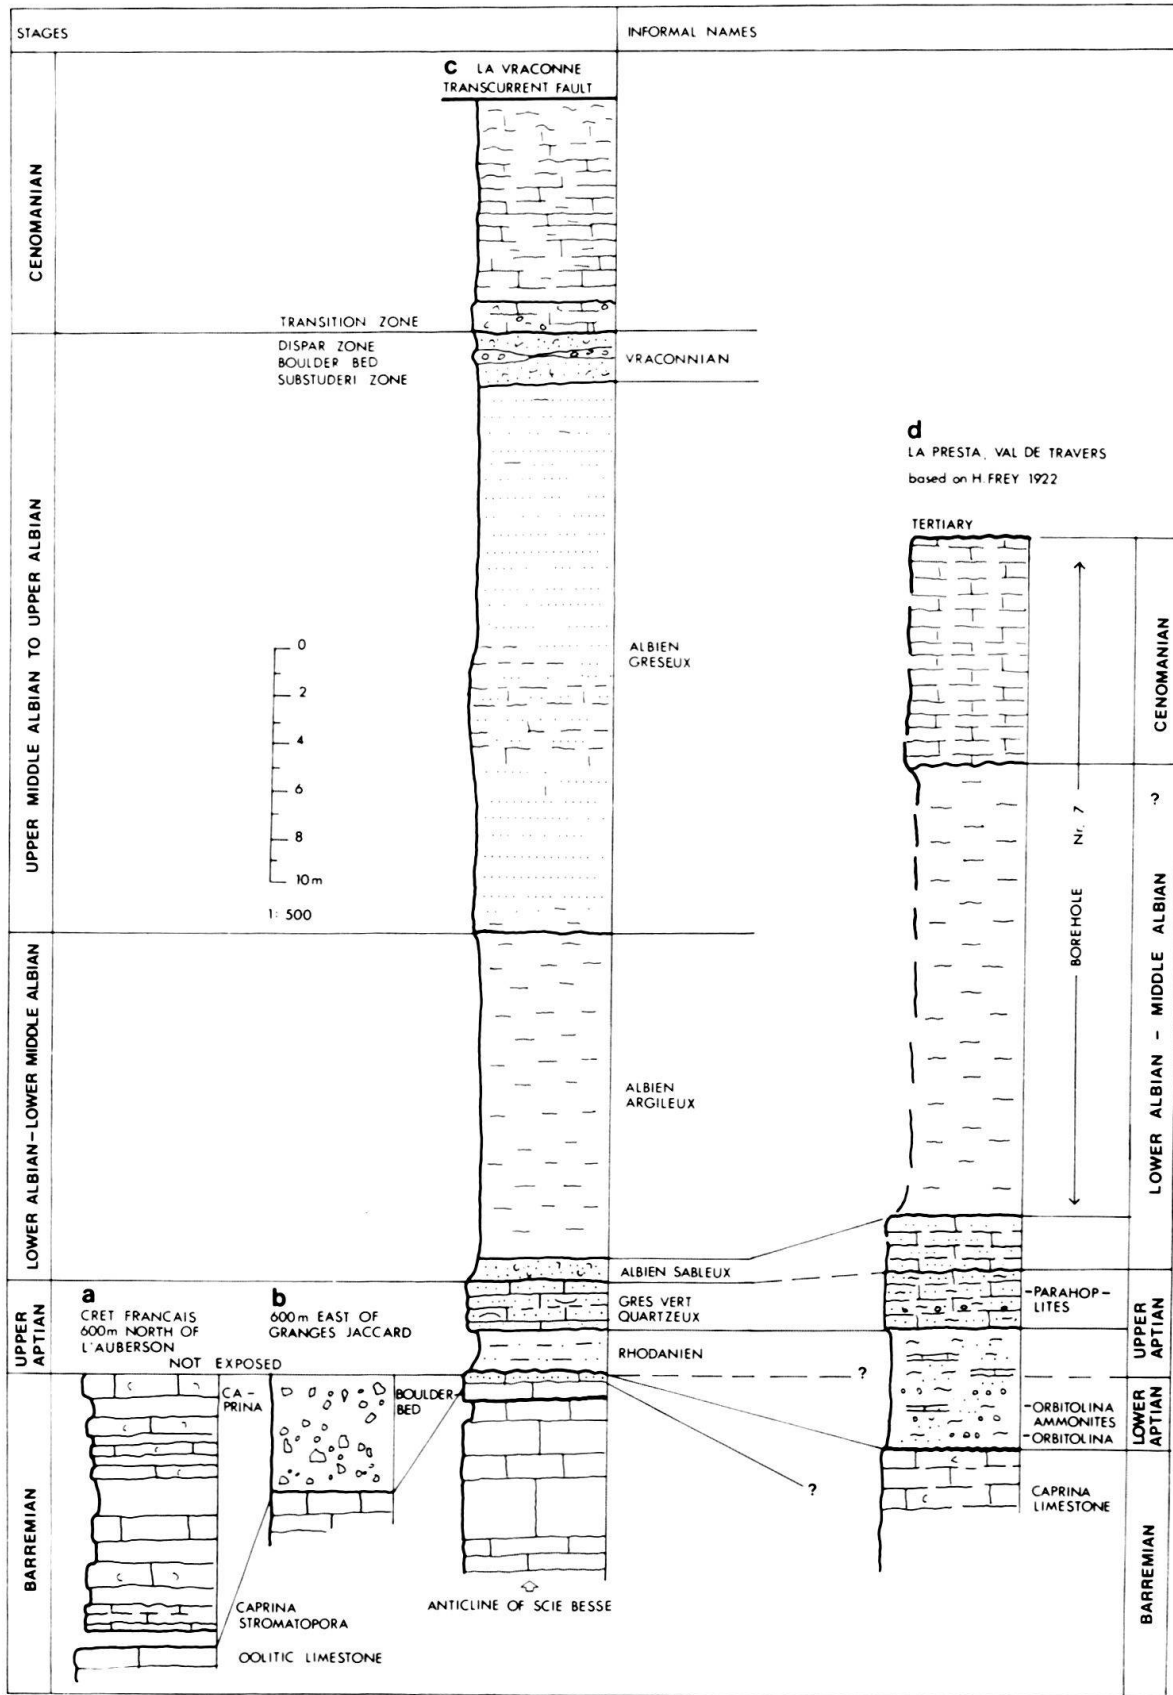 STAGES
INFORMAL NAMES
c LA VRACONNE
TRANSCURRENT FAULT
CENOMANIAN
TRANSITION ZONE
DISPAR ZONE
BOULDER BED
SUBSTUDERI ZONE
VRACONNIAN
UPPER MIDDLE ALBIAN TO UPPER ALBIAN
d
LA PRESTA, VAL DE TRAVERS
based on H. FREY 1922
TERTIARY
ALBIEN
GRESEUX
0
2
4
6
8
10m
1: 500
CENOMANIAN
?
BOREHOLE Nr. 7
LOWER ALBIAN - MIDDLE ALBIAN
LOWER ALBIAN-LOWER MIDDLE ALBIAN
ALBIEN
ARGILEUX
ALBIEN SABLEUX
a
CRET FRANCAIS
600m NORTH OF
L'AUBERSON
NOT EXPOSED
b
600m EAST OF
GRANGES JACCARD
GRES VERT
QUARTZEUX
RHODANIEN
-PARAHOP-
LITES
UPPER
APTIAN
UPPER
APTIAN
?
CA-
PRINA
BOULDER-
BED
-ORBITOLINA
AMMONITES
-ORBITOLINA
LOWER
APTIAN
?
CAPRINA
LIMESTONE
BARREMIAN
BARREMIAN
CAPRINA
STROMATOPORA
OOLITIC LIMESTONE
ANTICLINE OF SCIE BESSE